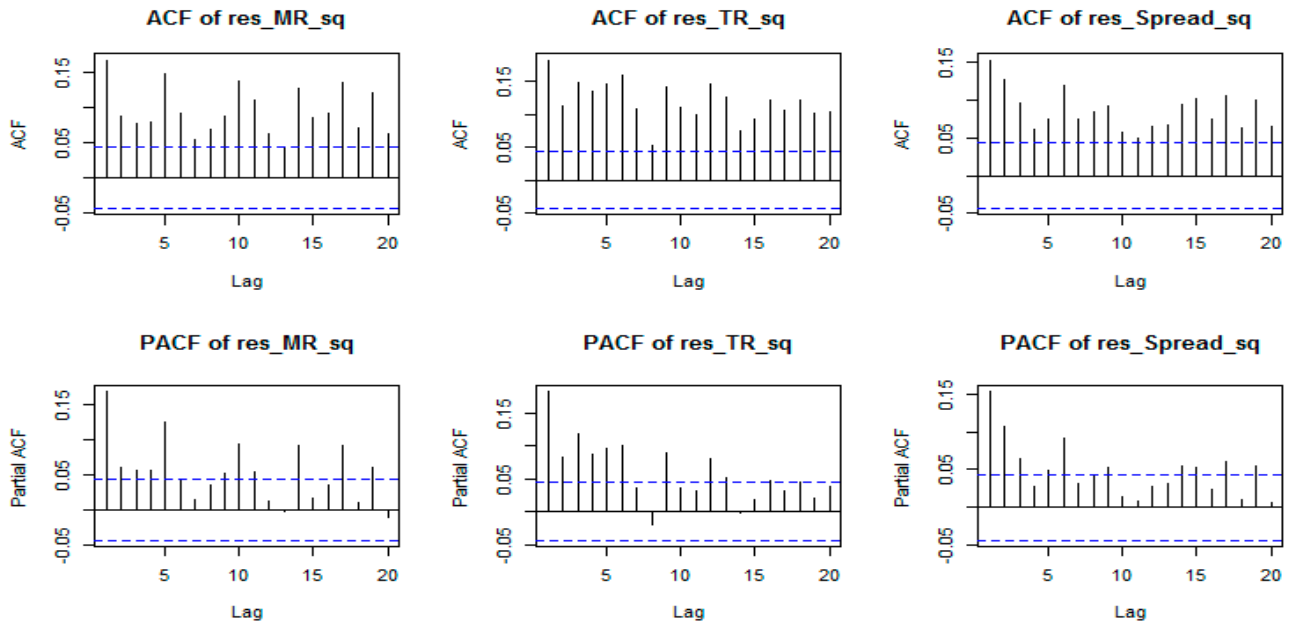 ACF of res_MR_sq
ACF
0.15
0.05
-0.05
5 10 15 20
Lag
ACF of res_TR_sq
ACF
0.15
0.05
-0.05
5 10 15 20
Lag
ACF of res_Spread_sq
ACF
0.15
0.05
-0.05
5 10 15 20
Lag
PACF of res_MR_sq
Partial ACF
0.15
0.05
-0.05
5 10 15 20
Lag
PACF of res_TR_sq
Partial ACF
0.15
0.05
-0.05
5 10 15 20
Lag
PACF of res_Spread_sq
Partial ACF
0.15
0.05
-0.05
5 10 15 20
Lag